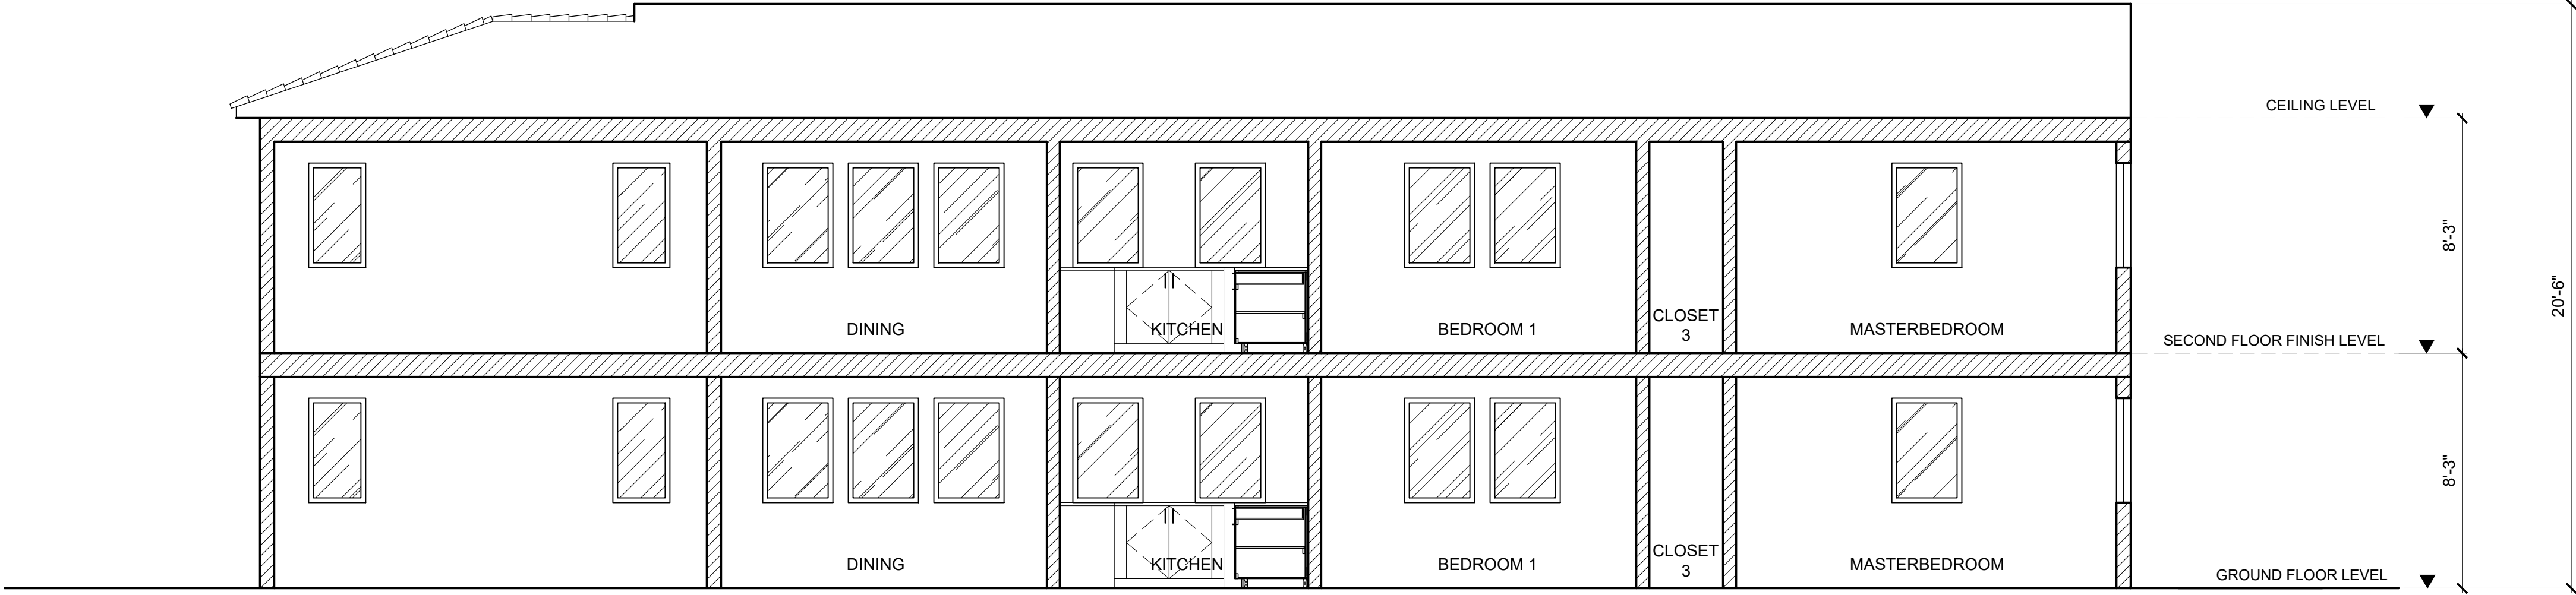 CEILING LEVEL
8'-3"
20'-6"
DINING
KITCHEN
BEDROOM 1
CLOSET
3
MASTERBEDROOM
SECOND FLOOR FINISH LEVEL
8'-3"
DINING
KITCHEN
BEDROOM 1
CLOSET
3
MASTERBEDROOM
GROUND FLOOR LEVEL